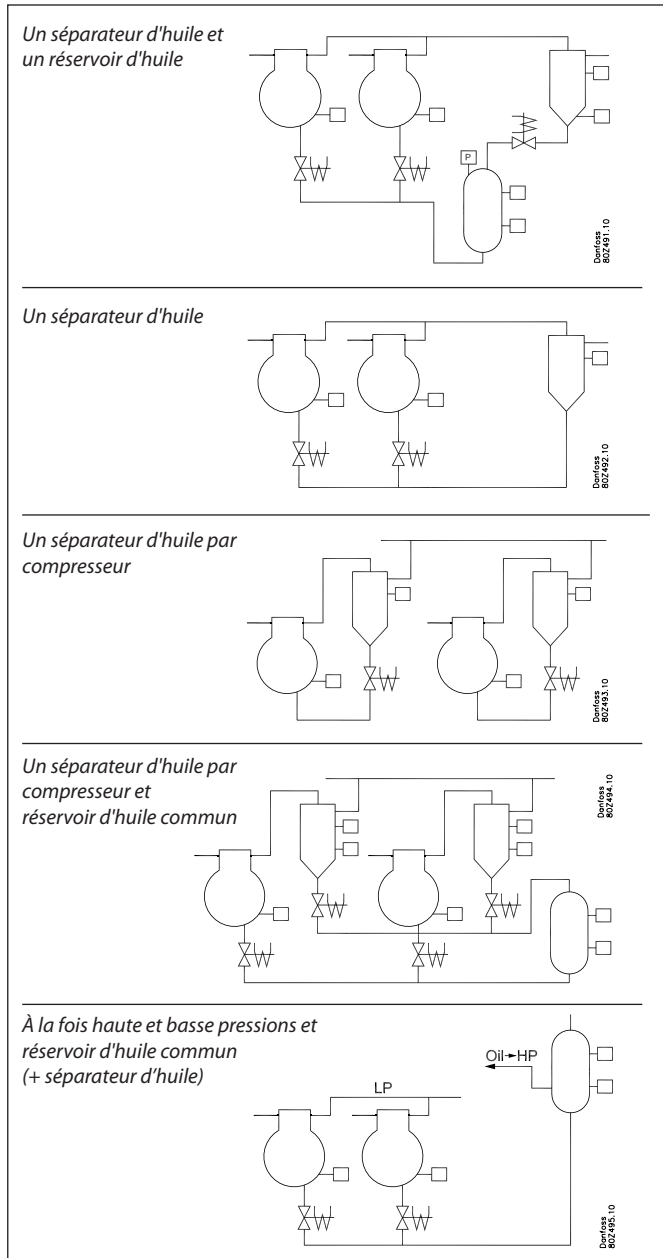 Un séparateur d'huile et
un réservoir d'huile
P
Danfoss
80Z491.10
Un séparateur d'huile
Danfoss
80Z492.10
Un séparateur d'huile par
compresseur
Danfoss
80Z493.10
Un séparateur d'huile par
compresseur et
réservoir d'huile commun
Danfoss
80Z494.10
À la fois haute et basse pressions et
réservoir d'huile commun
(+ séparateur d’huile)
Oil→HP
LP
Danfoss
80Z495.10